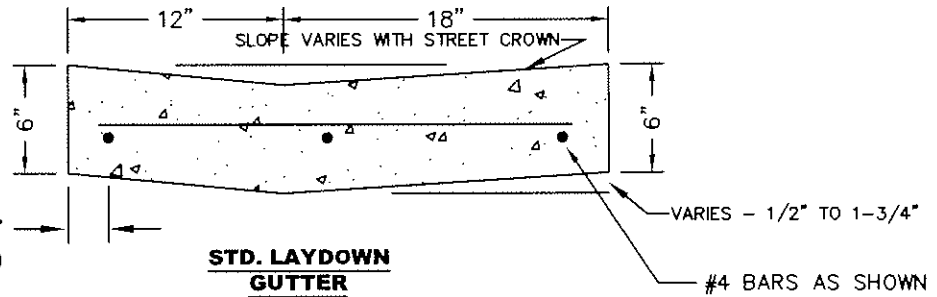 12" 18"
SLOPE VARIES WITH STREET CROWN
6" 6"
VARIES - 1/2" TO 1-3/4"
STD. LAYDOWN
GUTTER
#4 BARS AS SHOWN